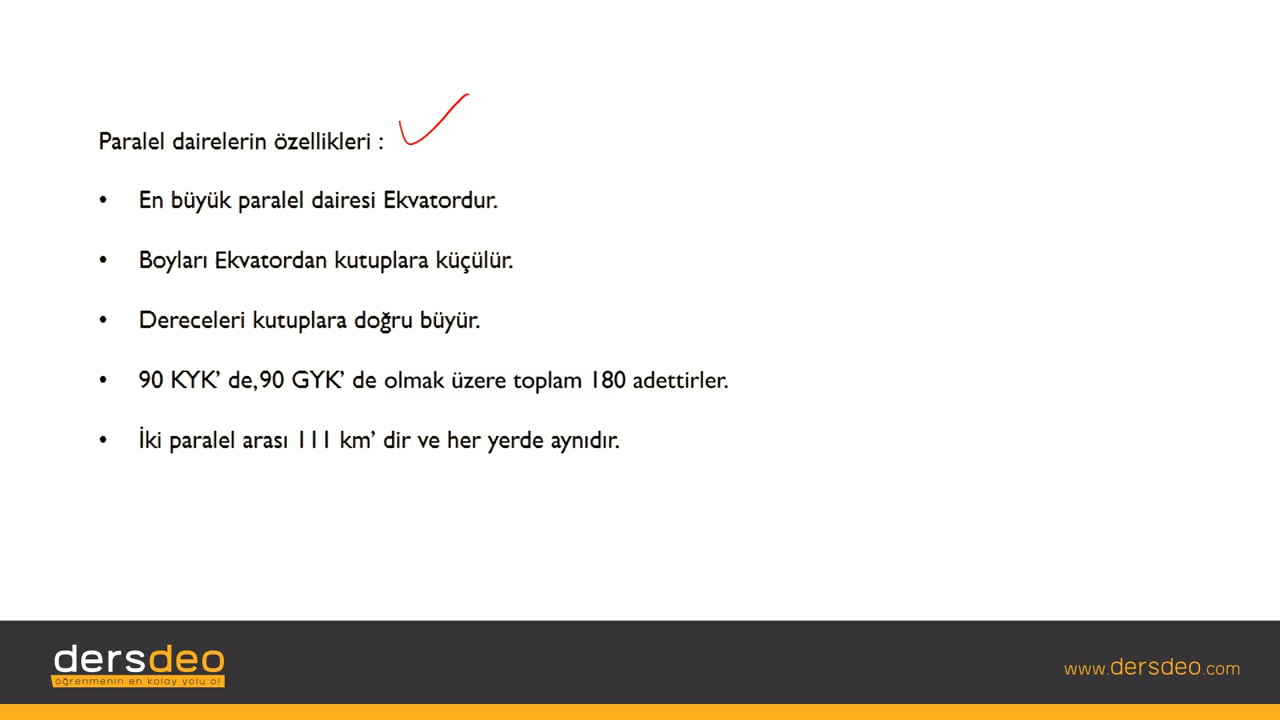 Paralel dairelerin özellikleri :
• En büyük paralel dairesi Ekvatordur.
• Boyları Ekvatordan kutuplara küçülür.
• Dereceleri kutuplara doğru büyür.
• 90 KYK’ de,90 GYK’ de olmak üzere toplam 180 adettirler.
• İki paralel arası 111 km’ dir ve her yerde aynıdır.
dersdeo
öğrenmenin en kolay yolu o!
www.dersdeo.com